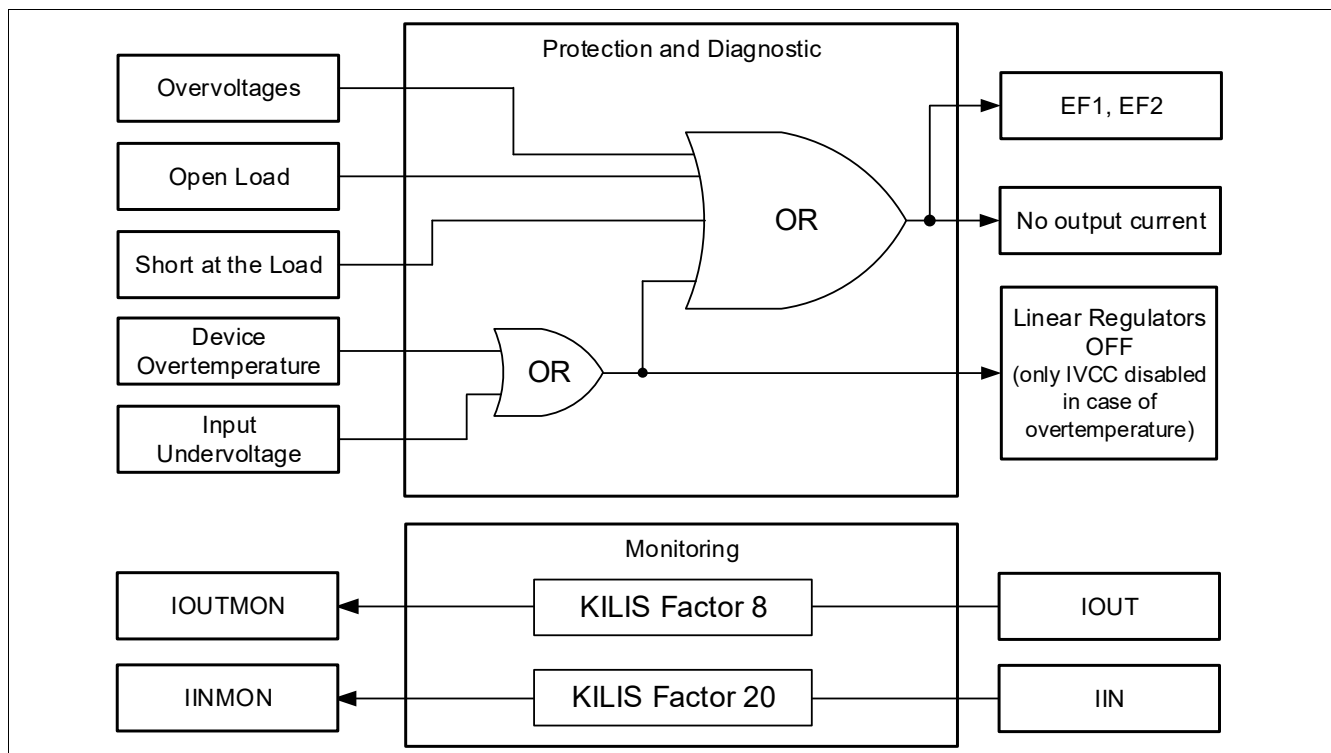 Protection and Diagnostic
Overvoltages
Open Load
Short at the Load
Device
Overtemperature
Input
Undervoltage
OR
OR
EF1, EF2
No output current
Linear Regulators
OFF
(only IVCC disabled
in case of
overtemperature)
Monitoring
IOUTMON
KILIS Factor 8
IOUT
IINMON
KILIS Factor 20
IIN